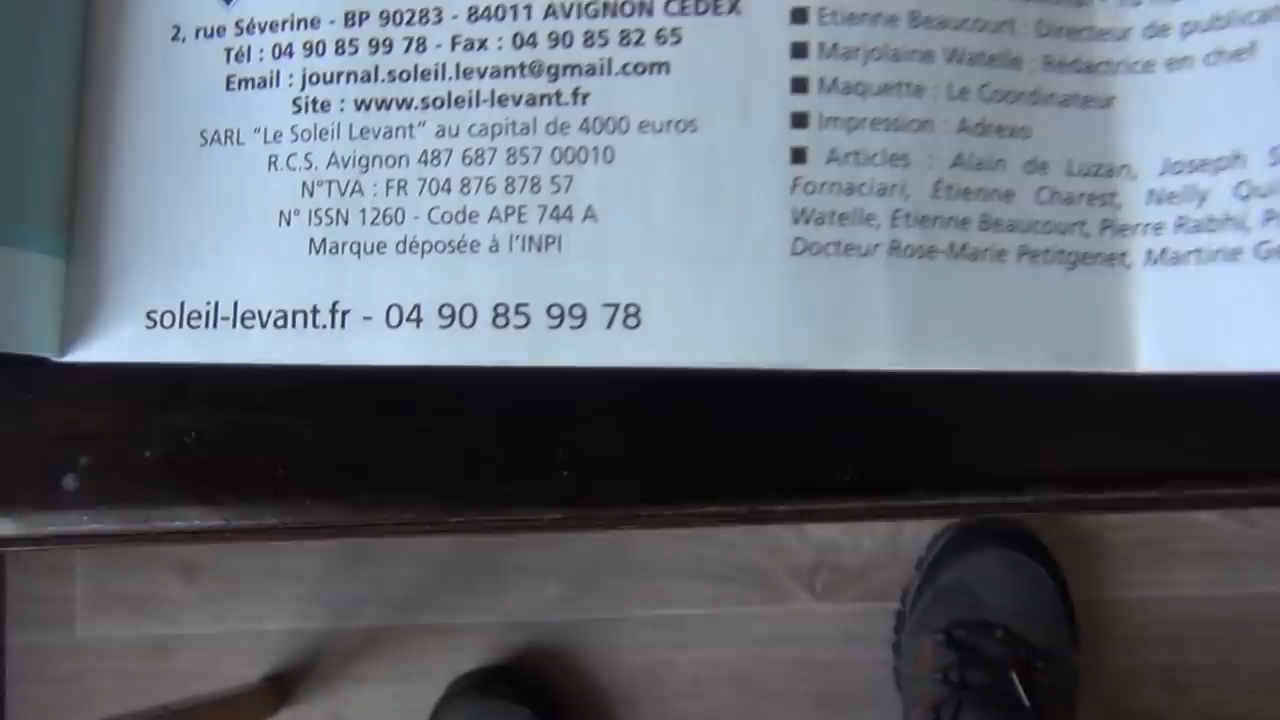 2, rue Séverine - BP 90283 - 84011 AVIGNON CEDEX
Tél : 04 90 85 99 78 - Fax : 04 90 85 82 65
Email : journal.soleil.levant@gmail.com
Site : www.soleil-levant.fr
SARL "Le Soleil Levant" au capital de 4000 euros
R.C.S. Avignon 487 687 857 00010
N°TVA : FR 704 876 878 57
N° ISSN 1260 - Code APE 744 A
Marque déposée à l'INPI
soleil-levant.fr - 04 90 85 99 78
■ Etienne Beaucourt : Directeur de
■ Marjolaine Watelle : Rédactrice en chef
■ Maquette : Le Coordinateur
■ Impression : Adrexo
■ Articles : Alain de Luzan, Joseph
Fornaciari, Étienne Charest, Nelly
Watelle, Etienne Beaucourt, Pierre Rabhi,
Docteur Rose-Marie Petitgenet, Martine